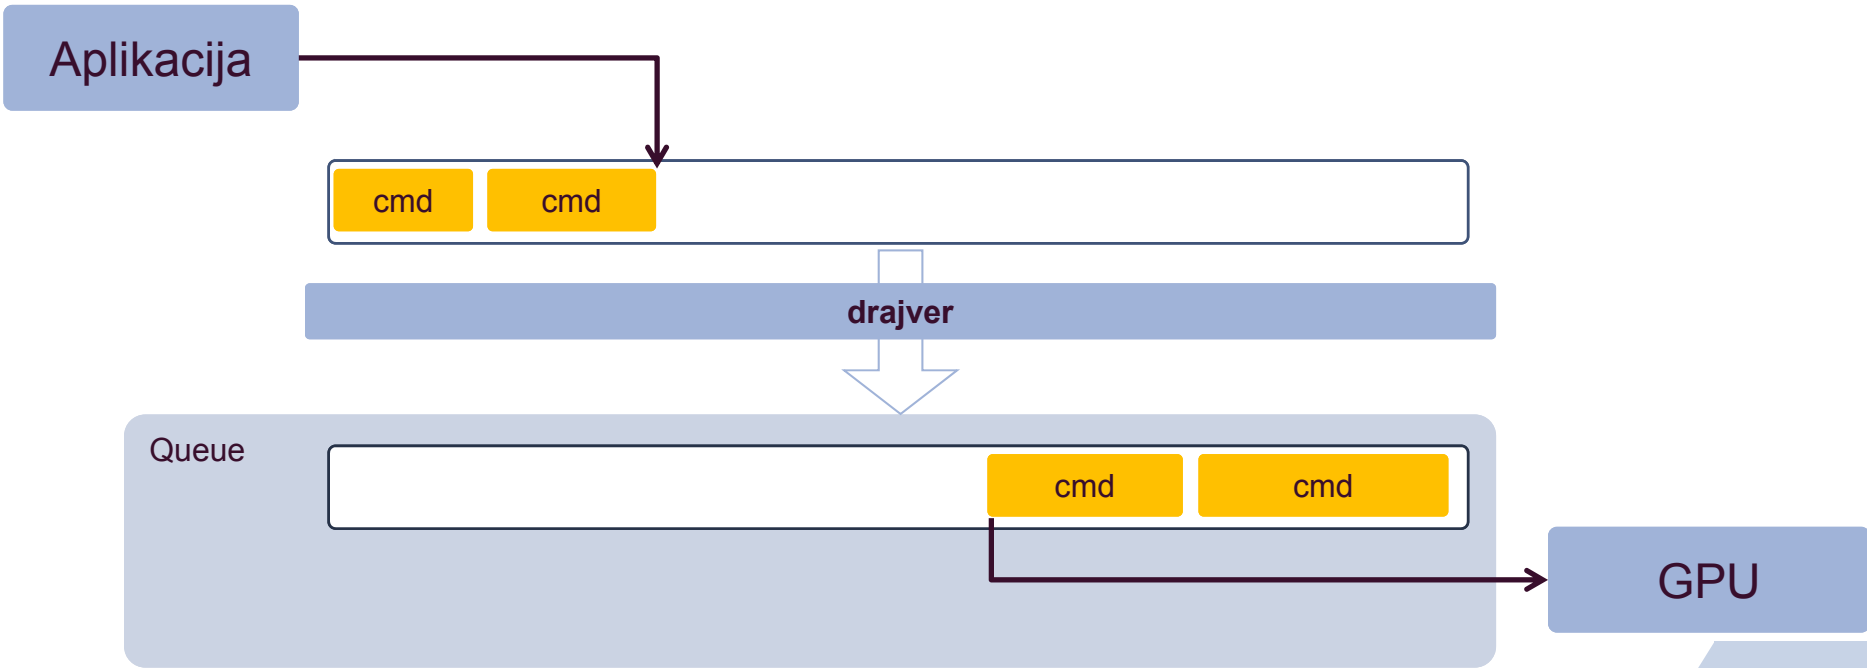 Aplikacija
cmd
cmd
drajver
Queue
cmd
cmd
GPU